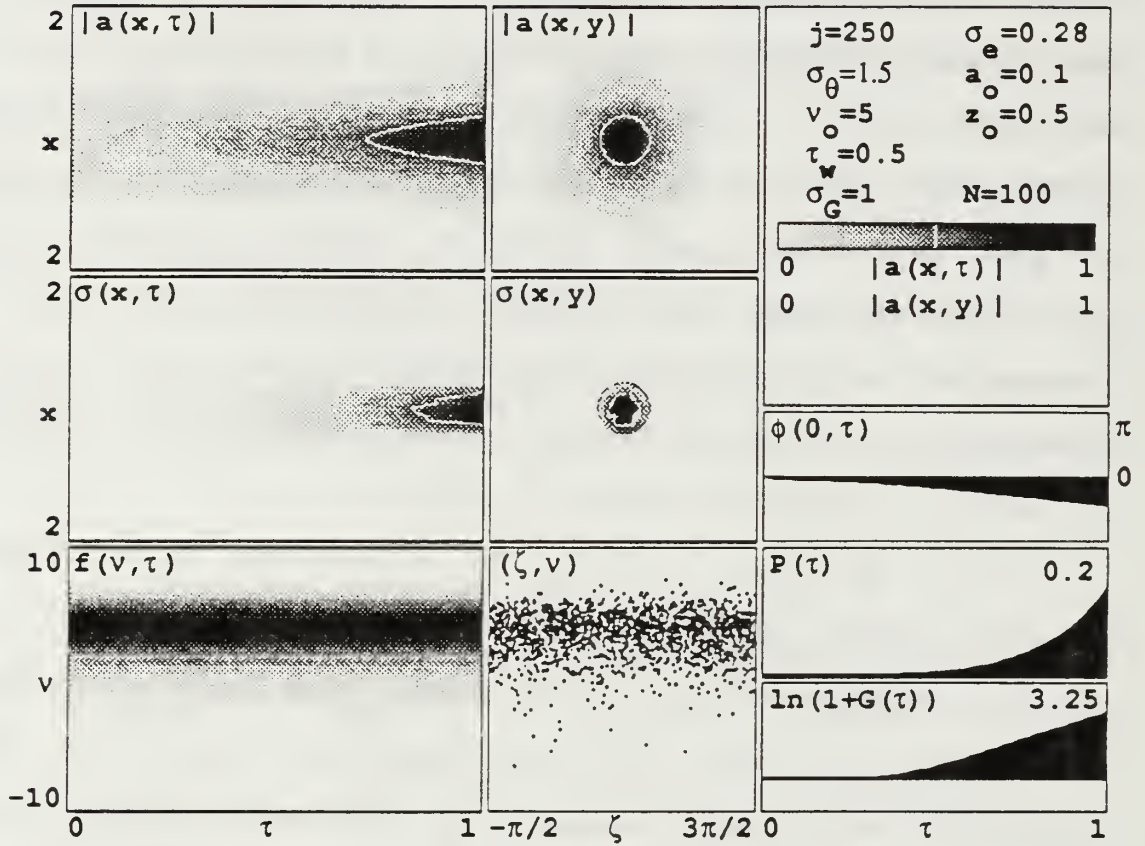 2
|a(x,τ)|
x
2
|a(x,y)|
j=250 σe=0.28
σθ=1.5 ao=0.1
νo=5 zo=0.5
τw=0.5
σG=1 N=100
0 |a(x,τ)| 1
0 |a(x,y)| 1
2
σ(x,τ)
x
2
σ(x,y)
ϕ(0,τ)
π
0
10
f(ν,τ)
ν
-10
0 τ 1
(ζ,ν)
-π/2 ζ 3π/2
P(τ) 0.2
ln(1+G(τ)) 3.25
0 τ 1